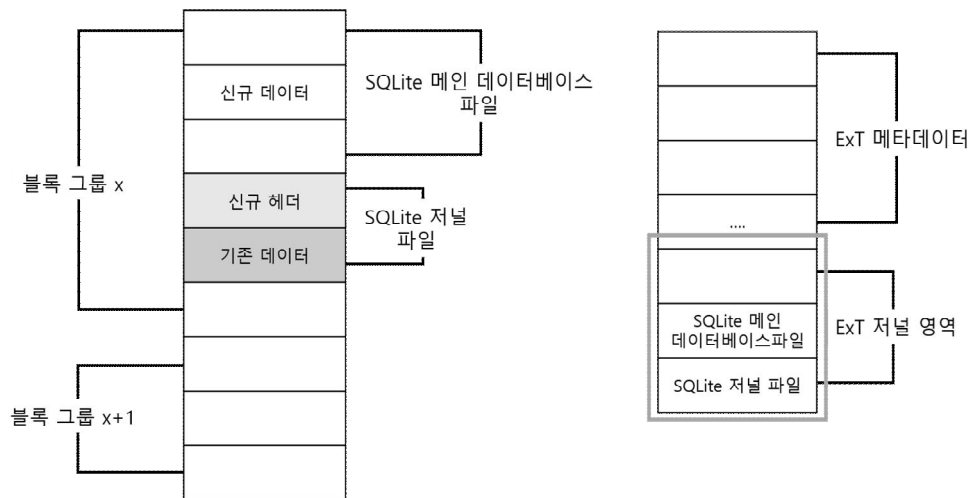 신규 데이터
SQLite 메인 데이터베이스
파일
블록 그룹 x
신규 헤더
SQLite 저널
파일
기존 데이터
블록 그룹 x+1
ExT 메타데이터
....
SQLite 메인
데이터베이스파일
ExT 저널 영역
SQLite 저널 파일